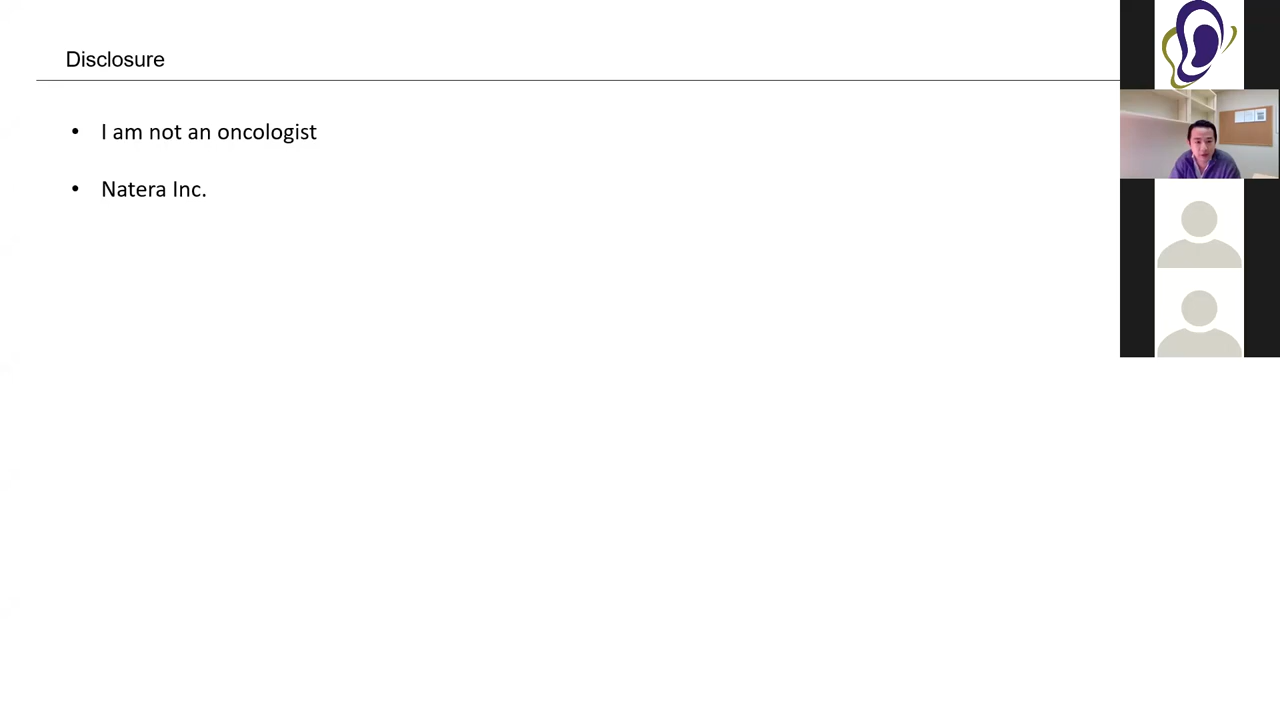 Disclosure
• I am not an oncologist
• Natera Inc.